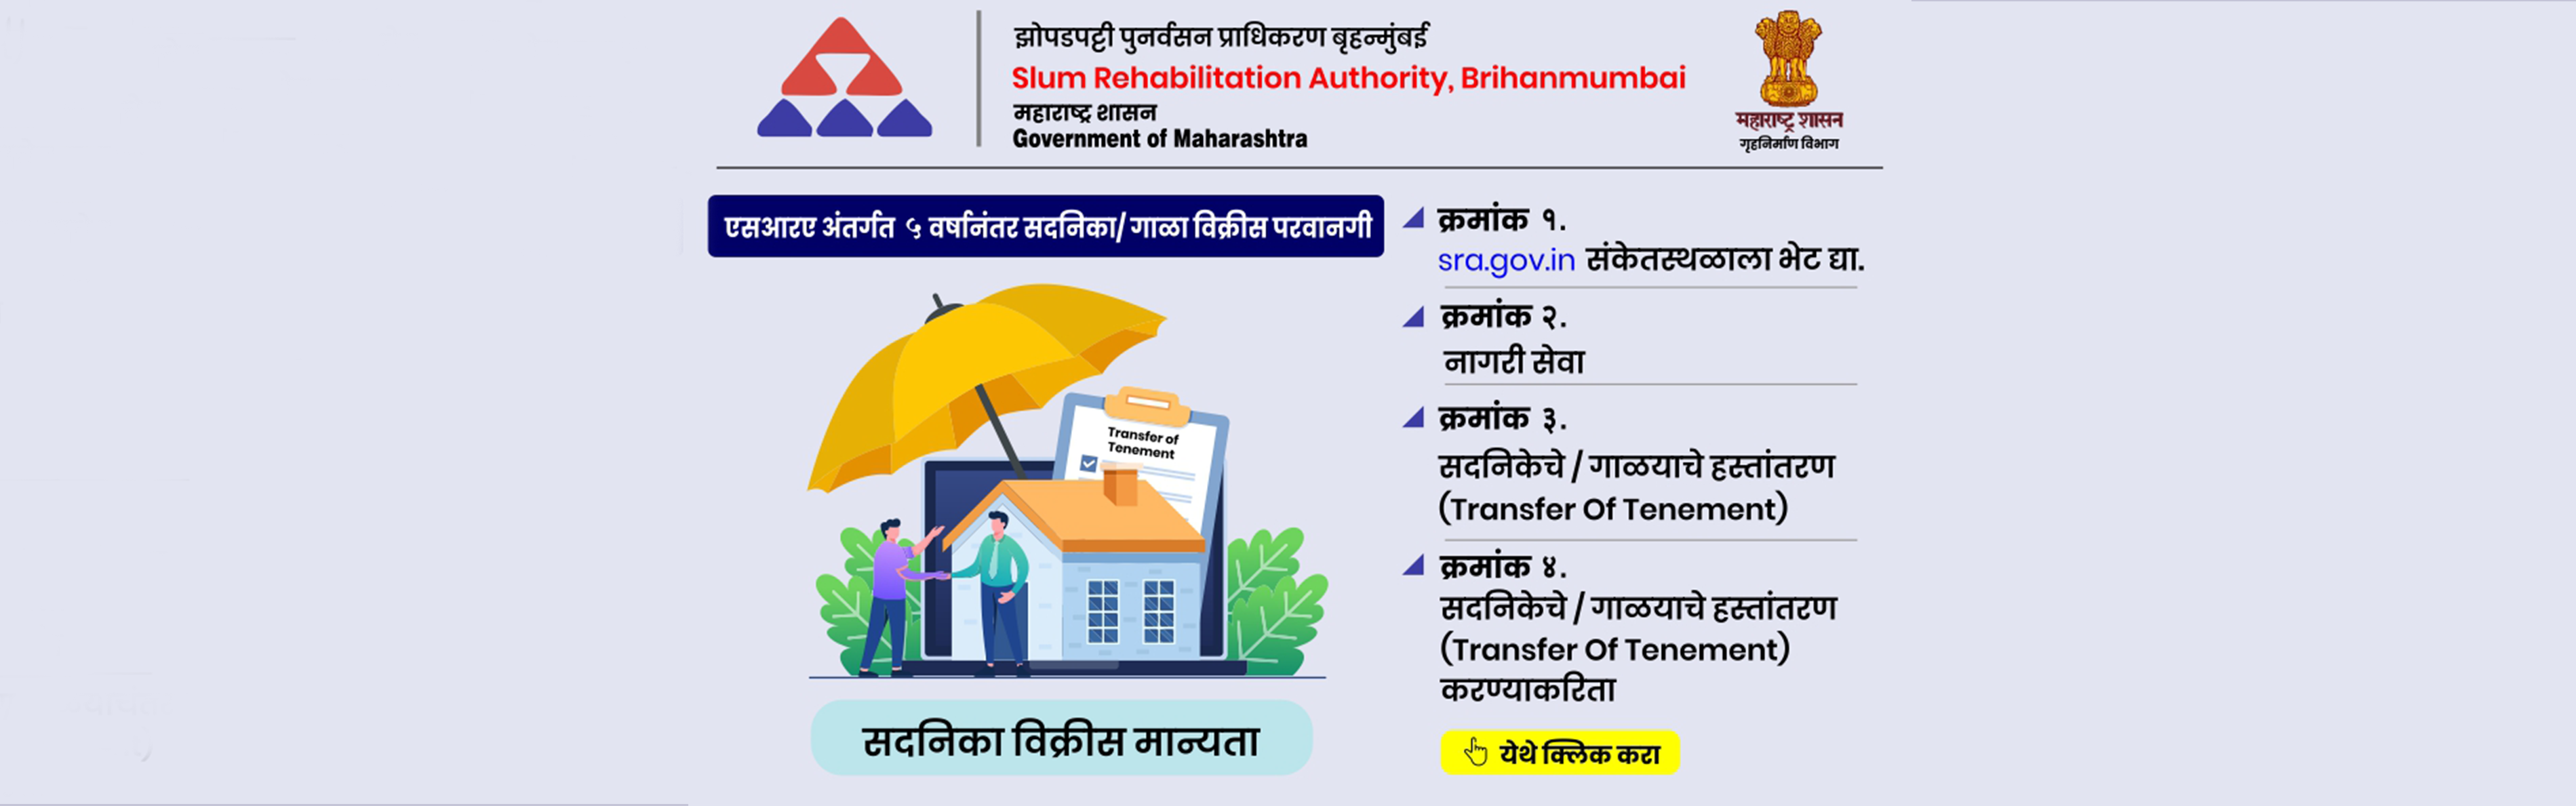 झोपडपट्टी पुनर्वसन प्राधिकरण बृहन्मुंबई
Slum Rehabilitation Authority, Brihanmumbai
महाराष्ट्र शासन
Government of Maharashtra
महाराष्ट्र शासन
गृहनिर्माण विभाग
एसआरए अंतर्गत ५ वर्षानंतर सदनिका/ गाळा विक्रीस परवानगी
Transfer of
Tenement
सदनिका विक्रीस मान्यता
क्रमांक १.
sra.gov.in संकेतस्थळाला भेट द्या.
क्रमांक २.
नागरी सेवा
क्रमांक ३.
सदनिकेचे / गाळयाचे हस्तांतरण
(Transfer Of Tenement)
क्रमांक ४.
सदनिकेचे / गाळयाचे हस्तांतरण
(Transfer Of Tenement)
करण्याकरिता
येथे क्लिक करा